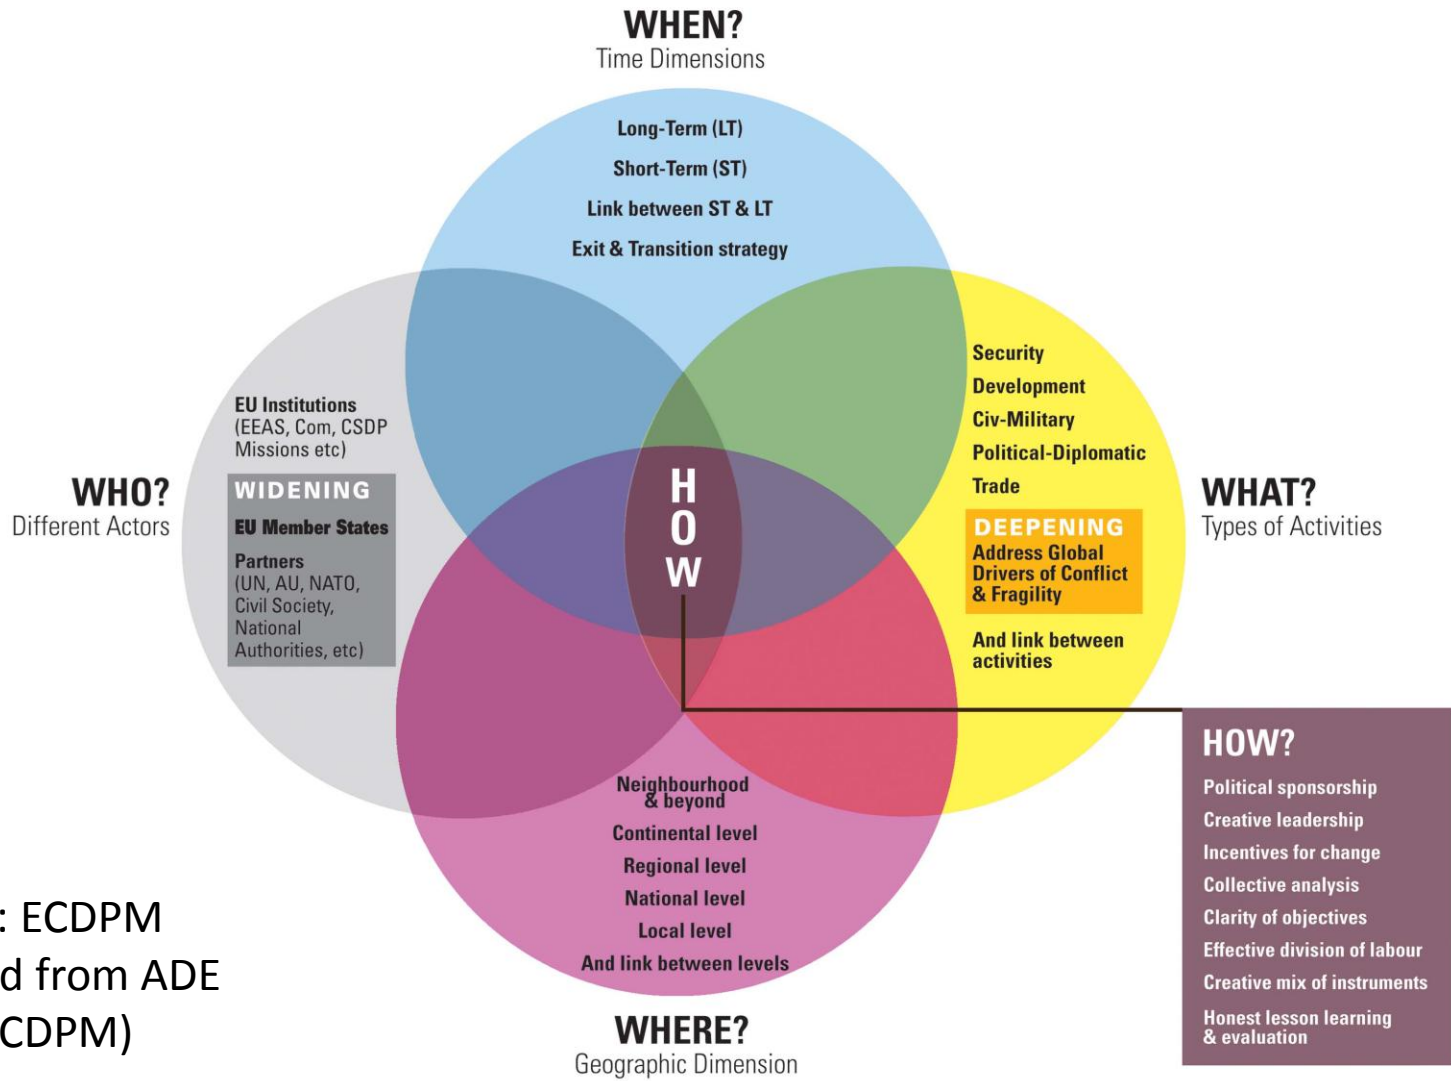 WHEN?
Time Dimensions
Long-Term (LT)
Short-Term (ST)
Link between ST & LT
Exit & Transition strategy
WHO?
Different Actors
EU Institutions
(EEAS, Com, CSDP
Missions etc)
WIDENING
EU Member States
Partners
(UN, AU, NATO,
Civil Society,
National
Authorities, etc)
H
O
W
Security
Development
Civ-Military
Political-Diplomatic
Trade
DEEPENING
Address Global
Drivers of Conflict
& Fragility
And link between
activities
WHAT?
Types of Activities
Neighbourhood
& beyond
Continental level
Regional level
National level
Local level
And link between levels
WHERE?
Geographic Dimension
HOW?
Political sponsorship
Creative leadership
Incentives for change
Collective analysis
Clarity of objectives
Effective division of labour
Creative mix of instruments
Honest lesson learning
& evaluation
: ECDPM
d from ADE
CDPM)